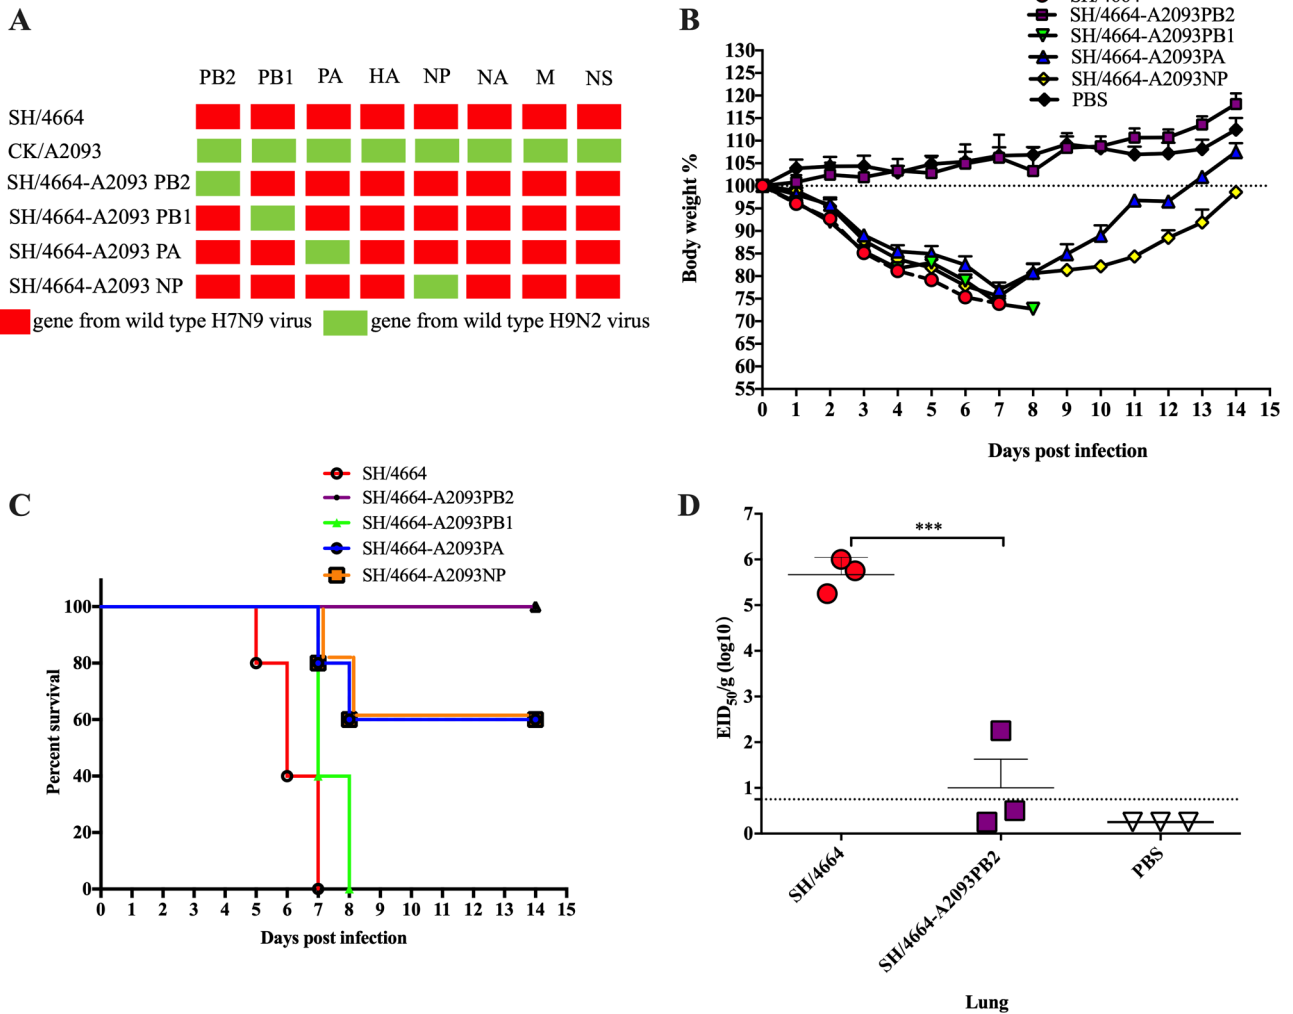 A
PB2 PB1 PA HA NP NA M NS
SH/4664
CK/A2093
SH/4664-A2093 PB2
SH/4664-A2093 PB1
SH/4664-A2093 PA
SH/4664-A2093 NP
gene from wild type H7N9 virus
gene from wild type H9N2 virus
B
SH/4664-A2093PB2
SH/4664-A2093PB1
SH/4664-A2093PA
SH/4664-A2093NP
PBS
130
125
120
115
110
105
100
95
90
85
80
75
70
65
60
55
Body weight %
0 1 2 3 4 5 6 7 8 9 10 11 12 13 14 15
Days post infection
C
SH/4664
SH/4664-A2093PB2
SH/4664-A2093PB1
SH/4664-A2093PA
SH/4664-A2093NP
100
80
60
40
20
0
Percent survival
0 1 2 3 4 5 6 7 8 9 10 11 12 13 14 15
Days post infection
D
7
6
5
4
3
2
1
0
EID50/g (log10)
***
SH/4664
SH/4664-A2093PB2
PBS
Lung